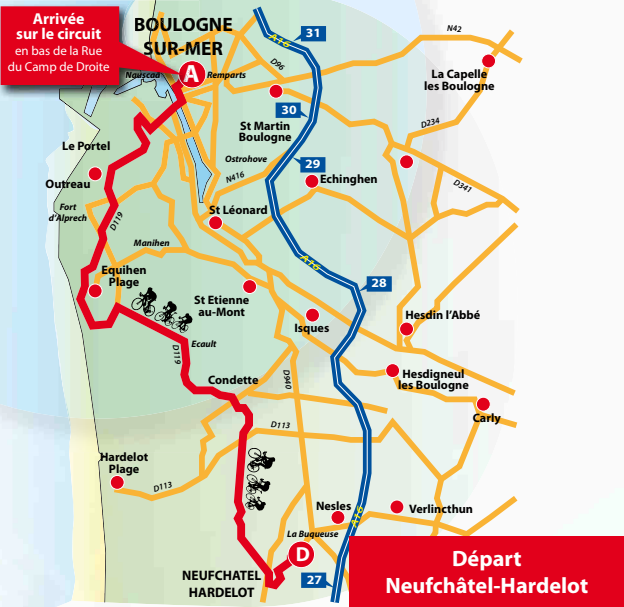 Arrivée
sur le circuit
en bas de la Rue
du Camp de Droite
BOULOGNE
SUR-MER
A16
31
N42
D96
Nausicaá
A
Remparts
La Capelle
les Boulogne
30
St Martin
Boulogne
D234
Le Portel
Ostrohove
29
Outreau
N416
Echinghen
D341
Fort
d'Alprech
D119
St Léonard
Manihen
A16
Equihen
Plage
28
St Etienne
au-Mont
Isques
Hesdin l'Abbé
Ecault
D119
Condette
D940
Hesdigneul
les Boulogne
Carly
D113
Hardelot
Plage
D113
Nesles
A16
Verlincthun
La Buqueuse
D
NEUFCHATEL
HARDELOT
27
Départ
Neufchâtel-Hardelot